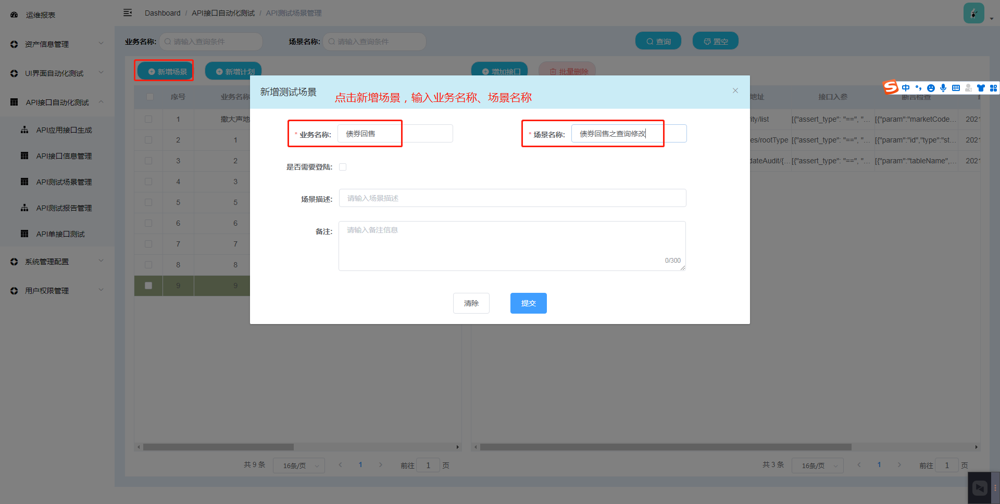 运维报表
资产信息管理
UI界面自动化测试
API接口自动化测试
API应用接口生成
API接口信息管理
API测试场景管理
API测试报告管理
API单接口测试
系统管理配置
用户权限管理
Dashboard / API接口自动化测试 / API测试场景管理
业务名称: 请输入查询条件 场景名称: 请输入查询条件 查询 置空
新增场景 新增计划 增加接口 批量删除
中
序号 业务名称 地址 接口入参 断言检查
1 撒大声地 rity/list [{"assert_type": "==", "... [{"param":"marketCode... 2021
2 1 es/rootType [{"assert_type": "==", "... [{"param":"id","type":"st... 2021
3 2 dateAudit/{... [{"assert_type": "==", "... [{"param":"tableName",... 2021
4 3
5 5
6 6
7 7
8 8
9 9
新增测试场景
点击新增场景，输入业务名称、场景名称
* 业务名称: 债券回售 * 场景名称: 债券回售之查询修改
是否需要登陆:
场景描述: 请输入场景描述
备注: 请输入备注信息
0/300
清除 提交
共 9 条 16条/页 1 前往 1 页
共 3 条 16条/页 1 前往 1 页